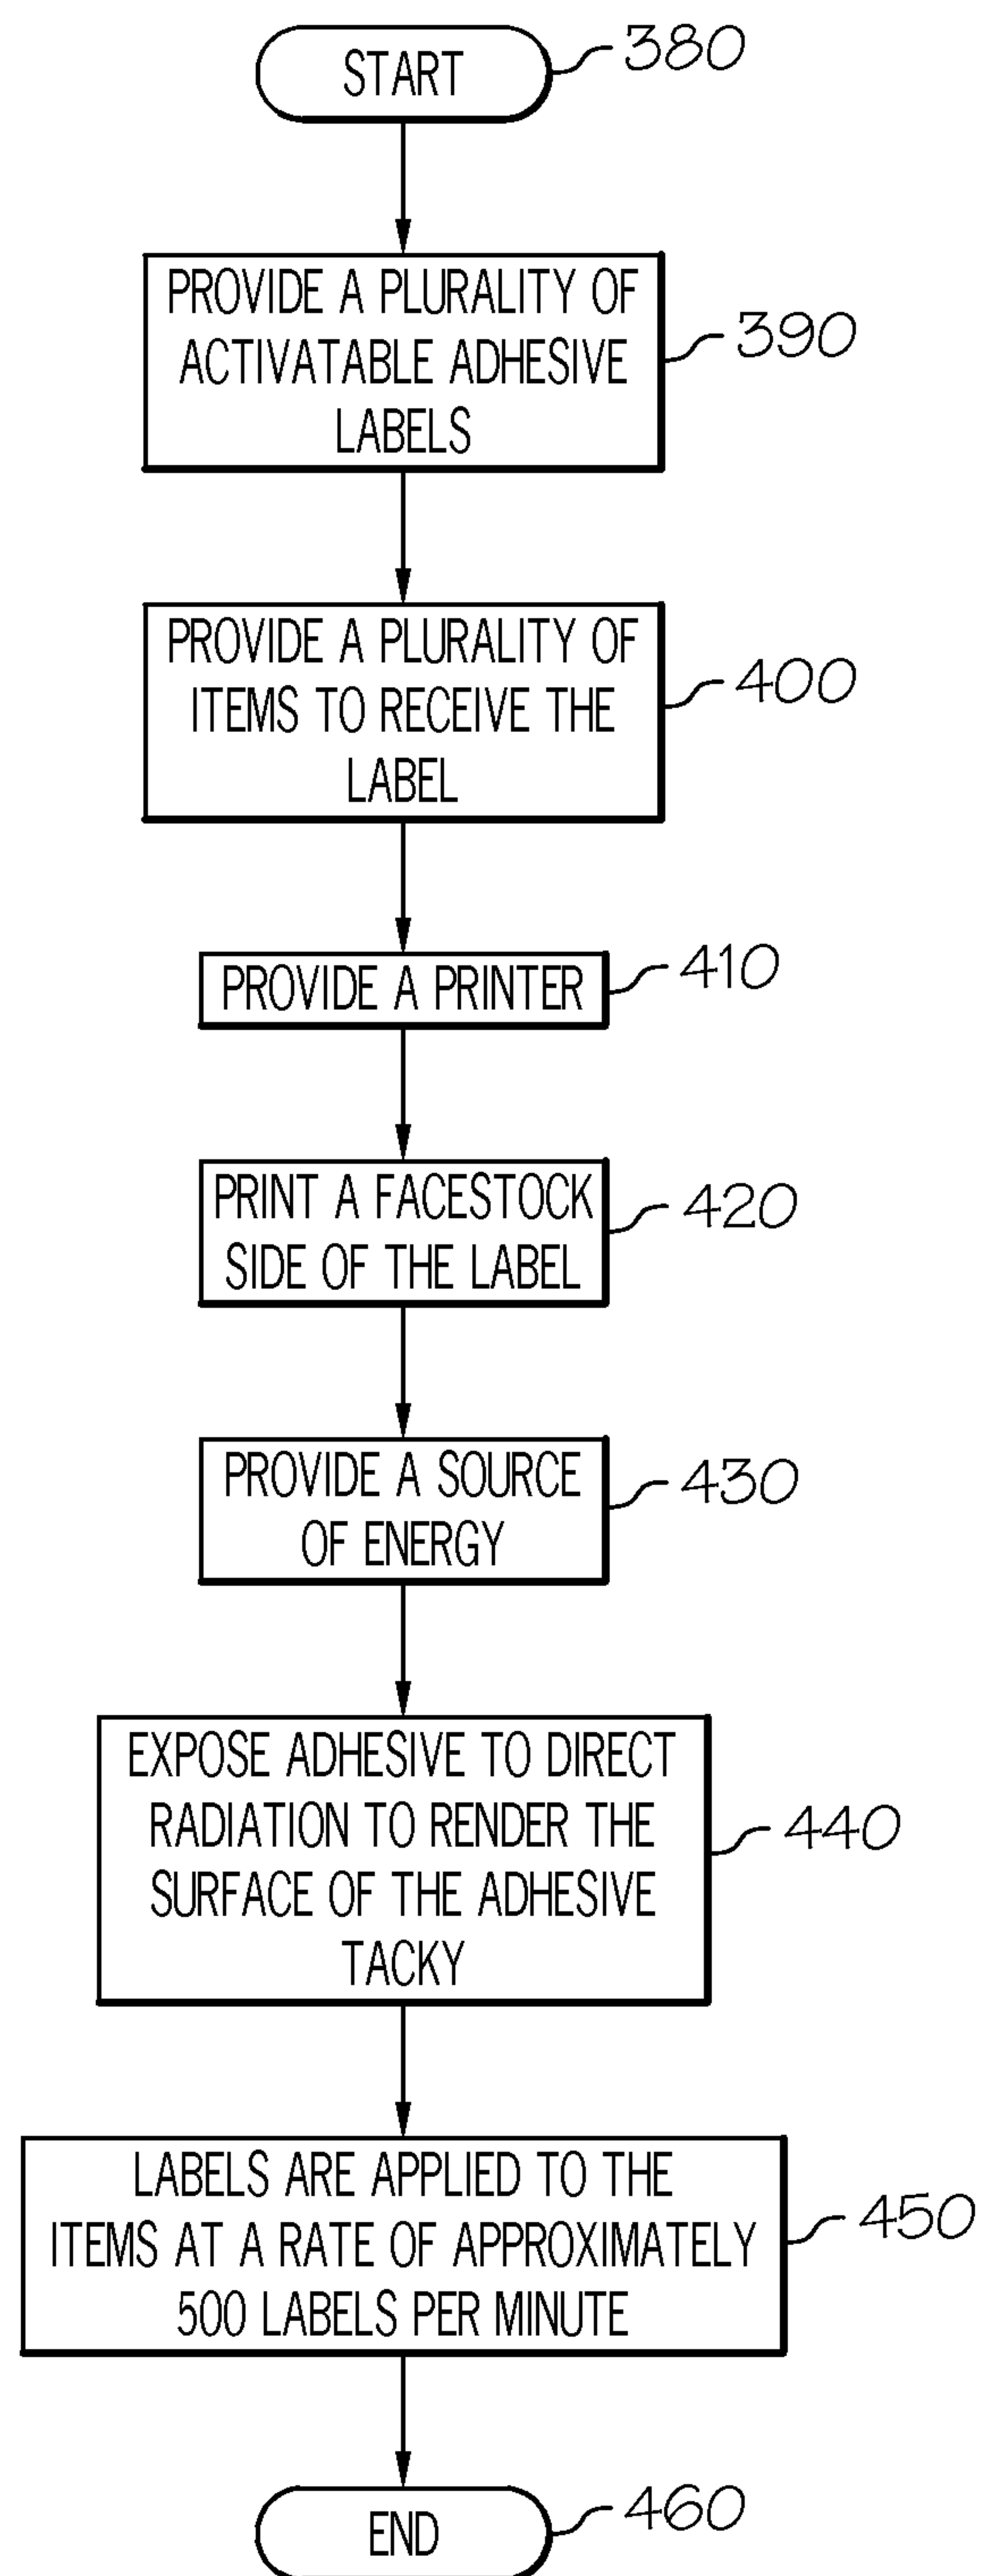 START
380
PROVIDE A PLURALITY OF
ACTIVATABLE ADHESIVE
LABELS
390
PROVIDE A PLURALITY OF
ITEMS TO RECEIVE THE
LABEL
400
PROVIDE A PRINTER
410
PRINT A FACESTOCK
SIDE OF THE LABEL
420
PROVIDE A SOURCE
OF ENERGY
430
EXPOSE ADHESIVE TO DIRECT
RADIATION TO RENDER THE
SURFACE OF THE ADHESIVE
TACKY
440
LABELS ARE APPLIED TO THE
ITEMS AT A RATE OF APPROXIMATELY
500 LABELS PER MINUTE
450
END
460